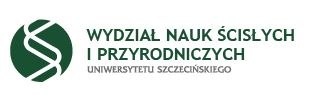 WYDZIAŁ NAUK ŚCISŁYCH
I PRZYRODNICZYCH
UNIWERSYTETU SZCZECIŃSKIEGO